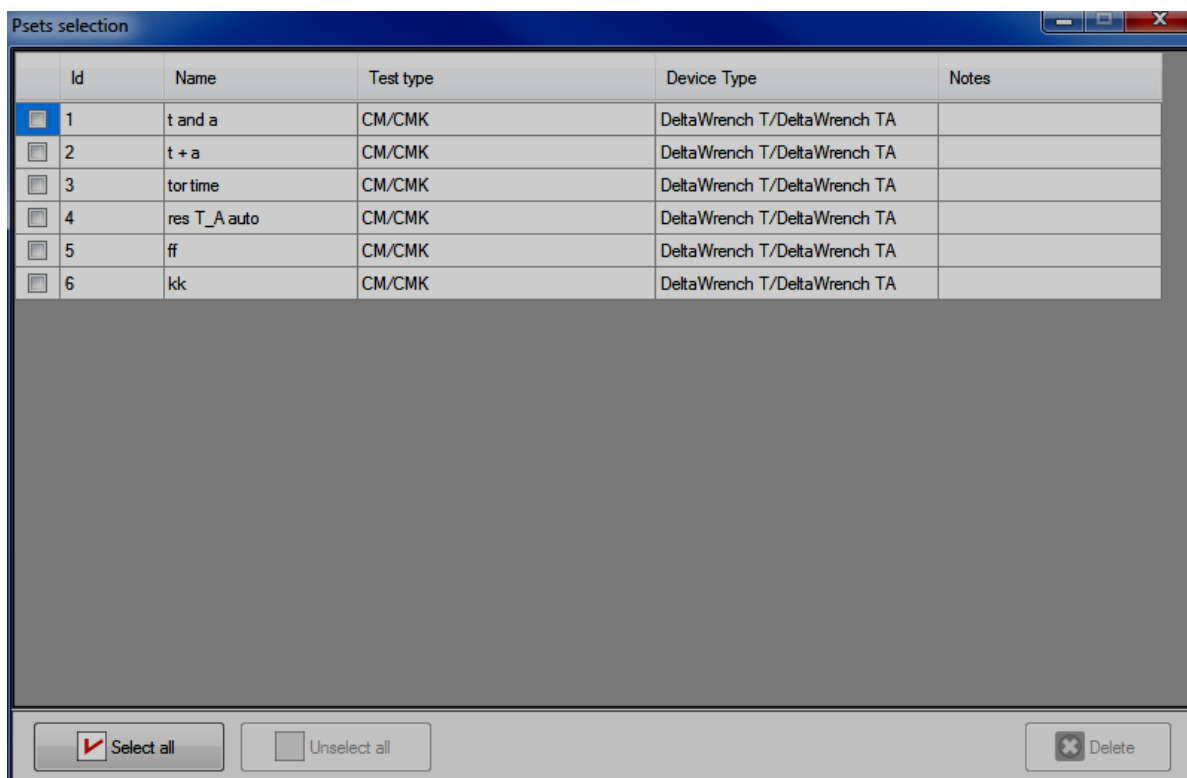 Psets selection
Id Name Test type Device Type Notes
1 t and a CM/CMK DeltaWrench T/DeltaWrench TA
2 t + a CM/CMK DeltaWrench T/DeltaWrench TA
3 tor time CM/CMK DeltaWrench T/DeltaWrench TA
4 res T_A auto CM/CMK DeltaWrench T/DeltaWrench TA
5 ff CM/CMK DeltaWrench T/DeltaWrench TA
6 kk CM/CMK DeltaWrench T/DeltaWrench TA
Select all Unselect all Delete